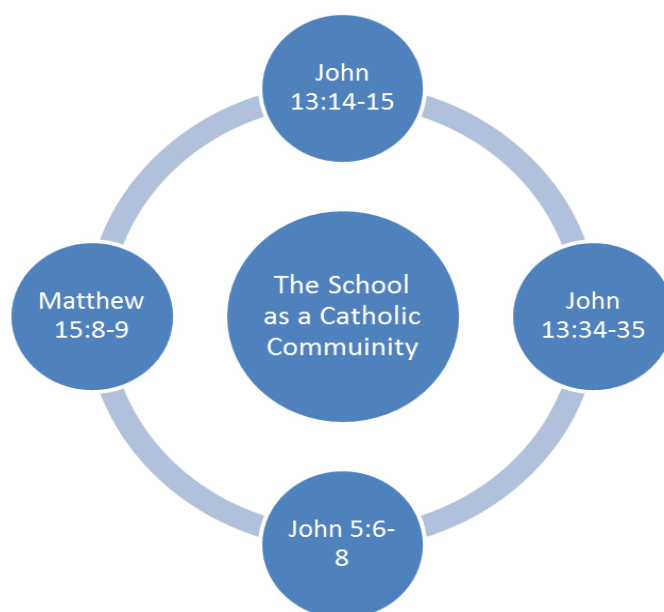 John
13:14-15
Matthew
15:8-9
The School
as a Catholic
Commuinity
John
13:34-35
John 5:6-
8